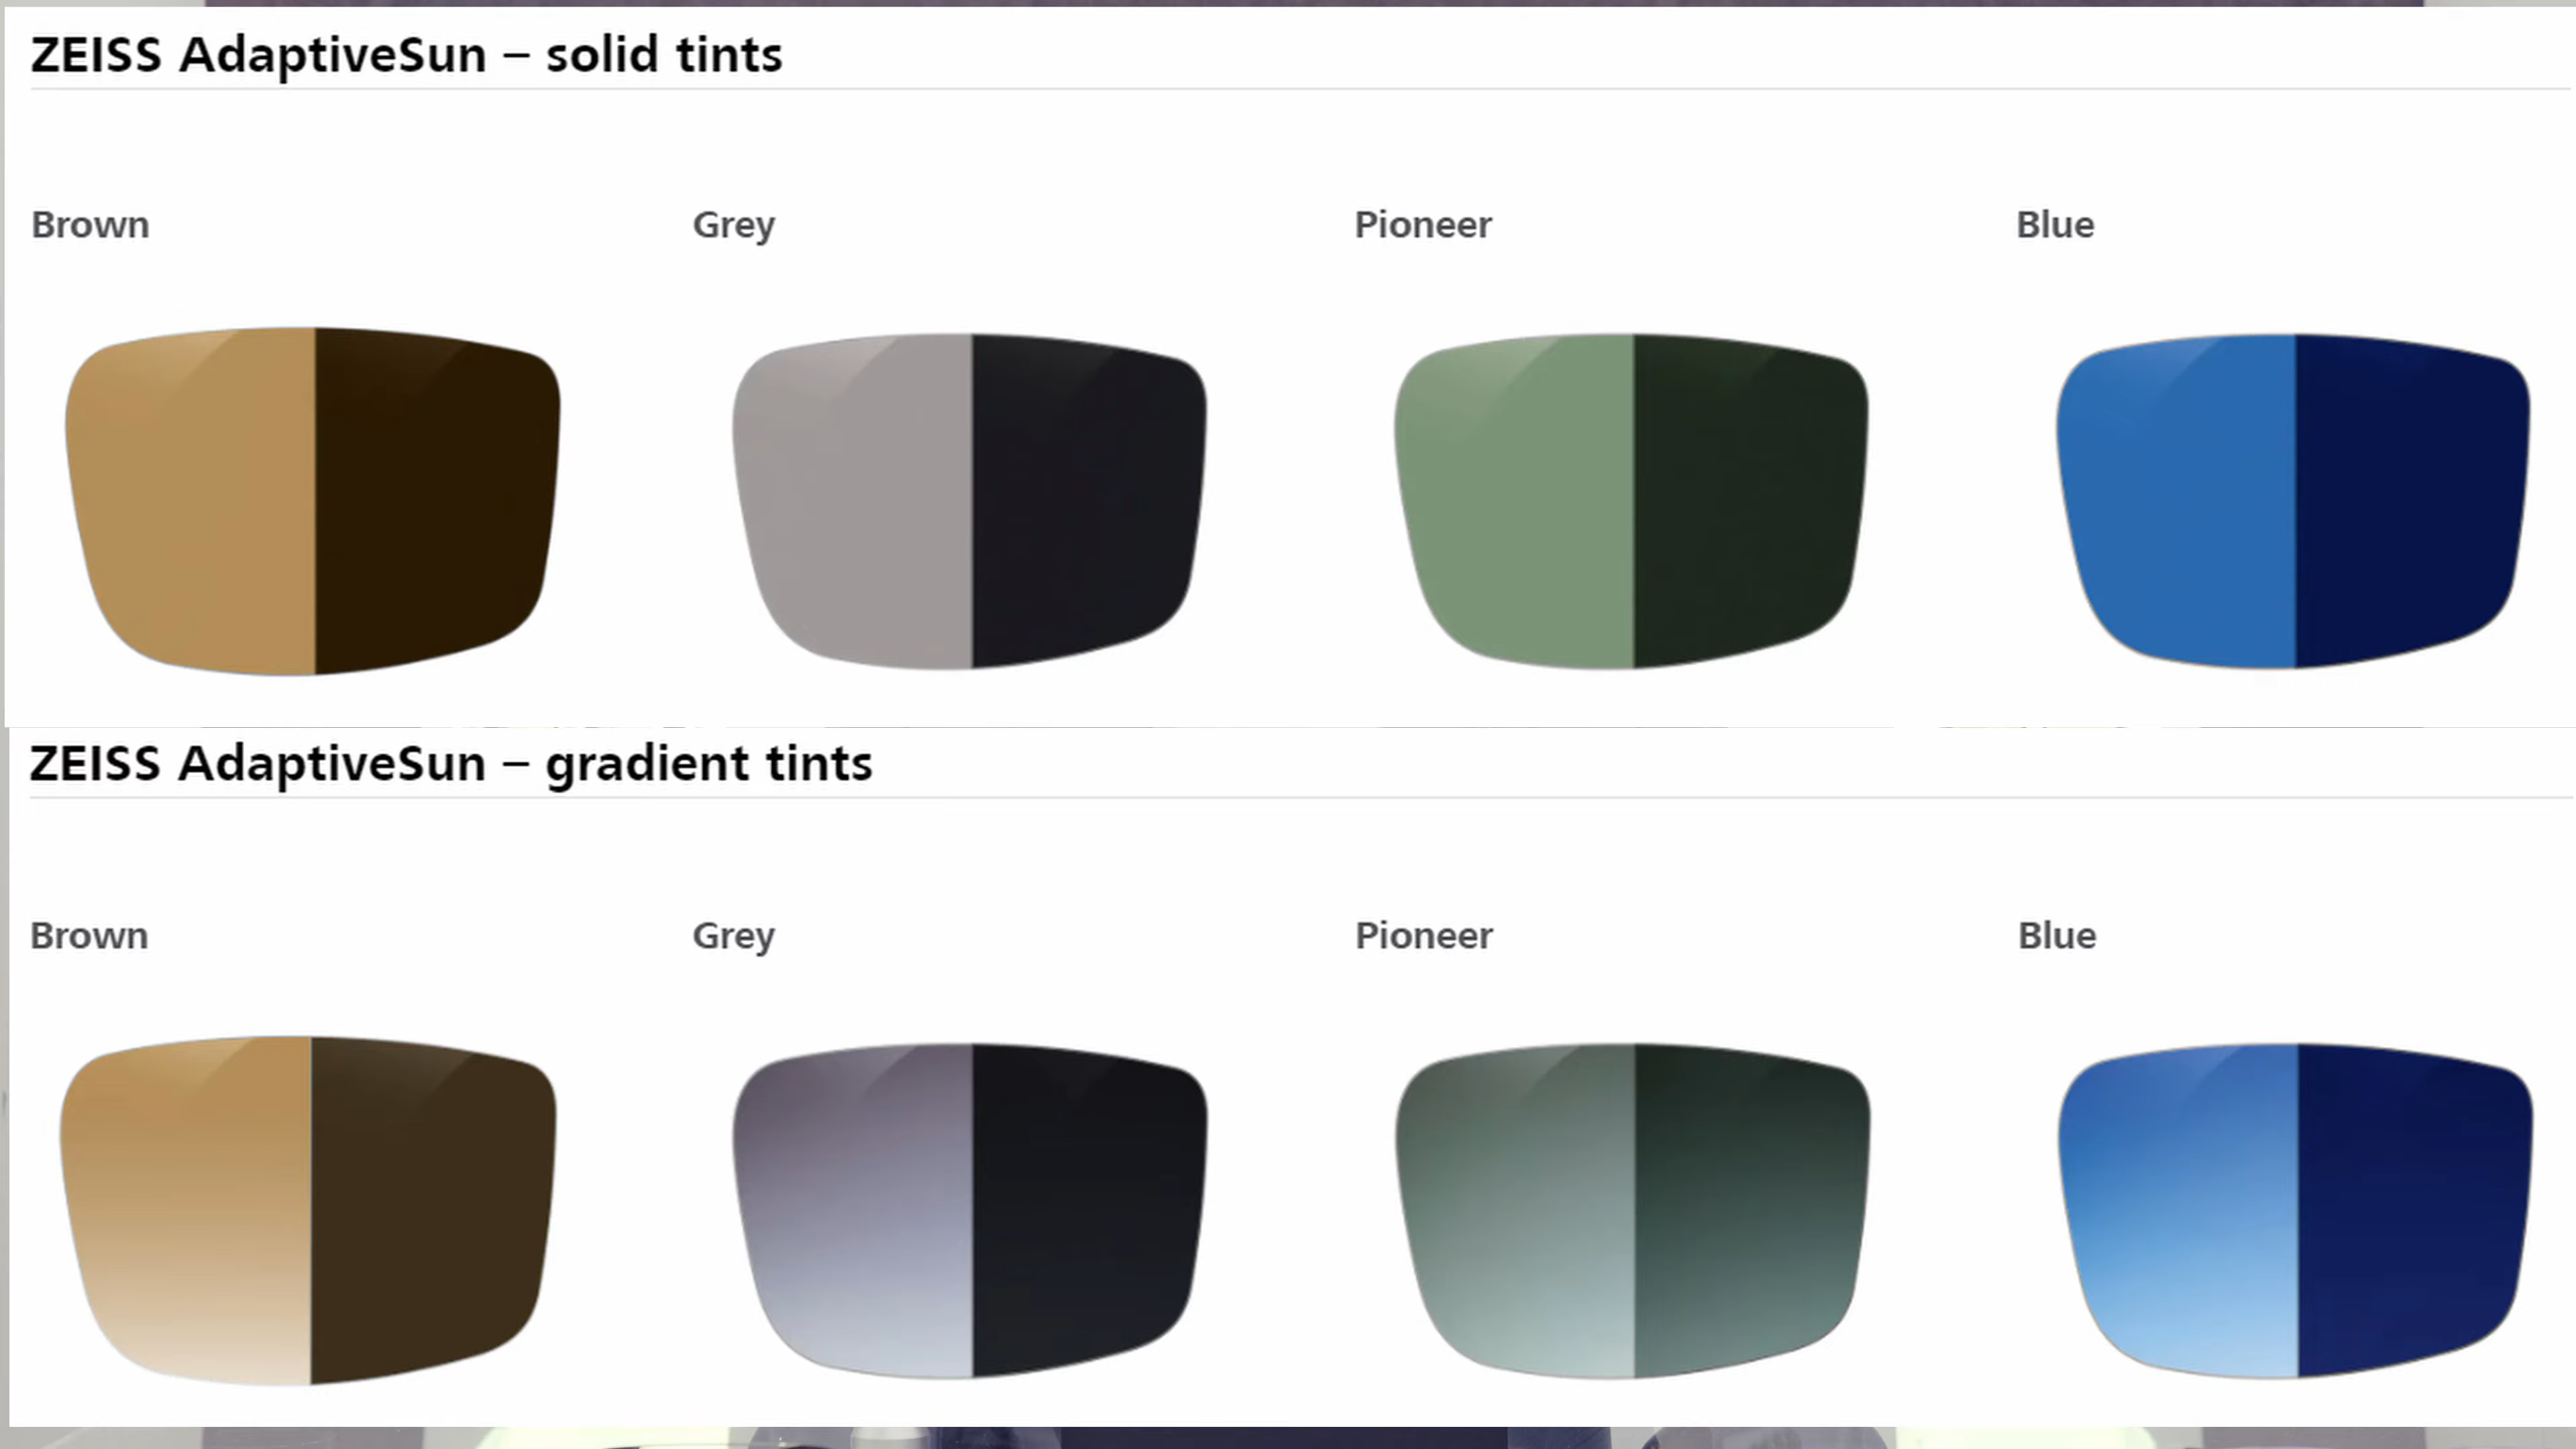 ZEISS AdaptiveSun – solid tints
Brown
Grey
Pioneer
Blue
ZEISS AdaptiveSun – gradient tints
Brown
Grey
Pioneer
Blue